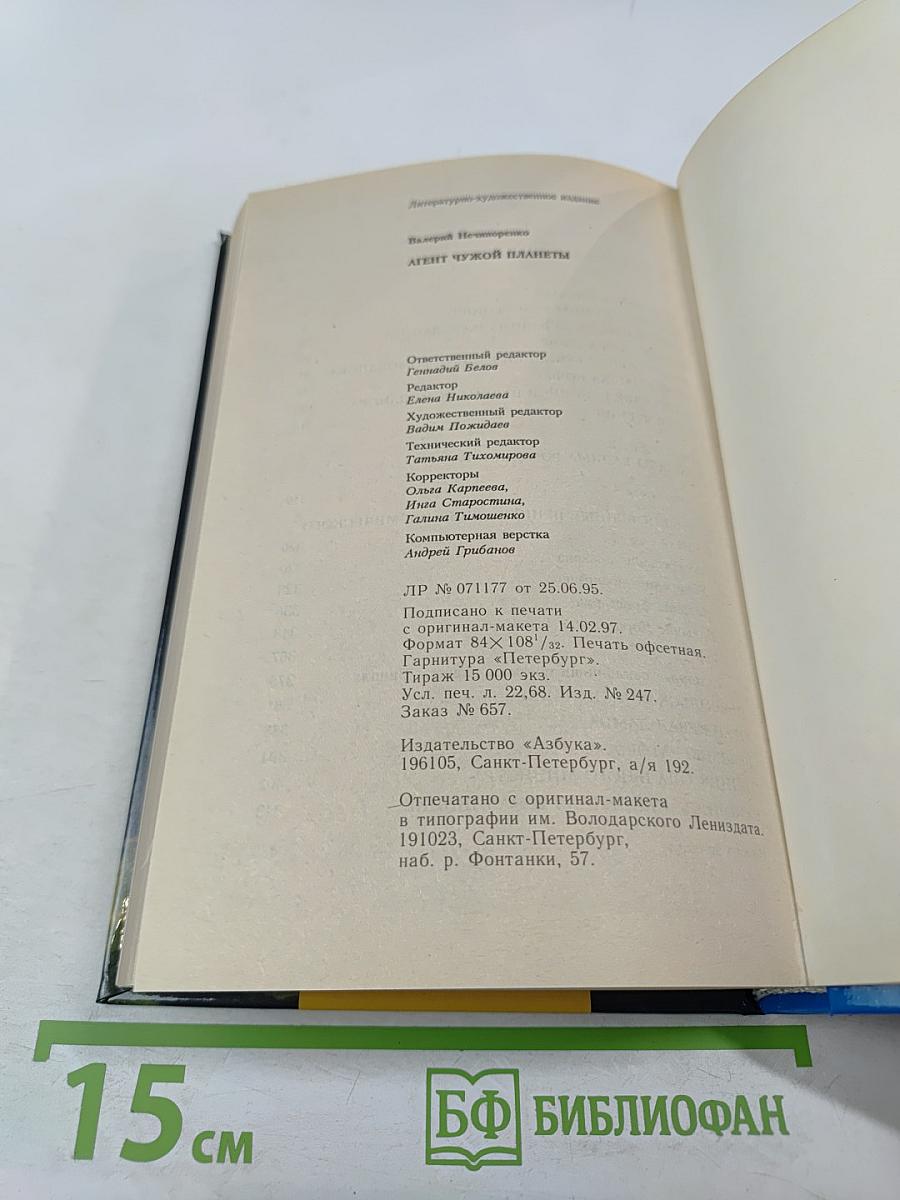 Литературно-художественное издание
Валерий Нечипоренко
АГЕНТ ЧУЖОЙ ПЛАНЕТЫ
Ответственный редактор
Геннадий Белов
Редактор
Елена Николаева
Художественный редактор
Вадим Пожидаев
Технический редактор
Татьяна Тихомирова
Корректоры
Ольга Карпеева,
Инга Старостина,
Галина Тимошенко
Компьютерная верстка
Андрей Грибанов
ЛР № 071177 от 25.06.95.
Подписано к печати
с оригинал-макета 14.02.97.
Формат 84×108¹/₃₂. Печать офсетная.
Гарнитура «Петербург».
Тираж 15 000 экз.
Усл. печ. л. 22,68. Изд. № 247.
Заказ № 657.
Издательство «Азбука».
196105, Санкт-Петербург, а/я 192.
Отпечатано с оригинал-макета
в типографии им. Володарского Лениздата.
191023, Санкт-Петербург,
наб. р. Фонтанки, 57.
15 см
БФ БИБЛИОФАН